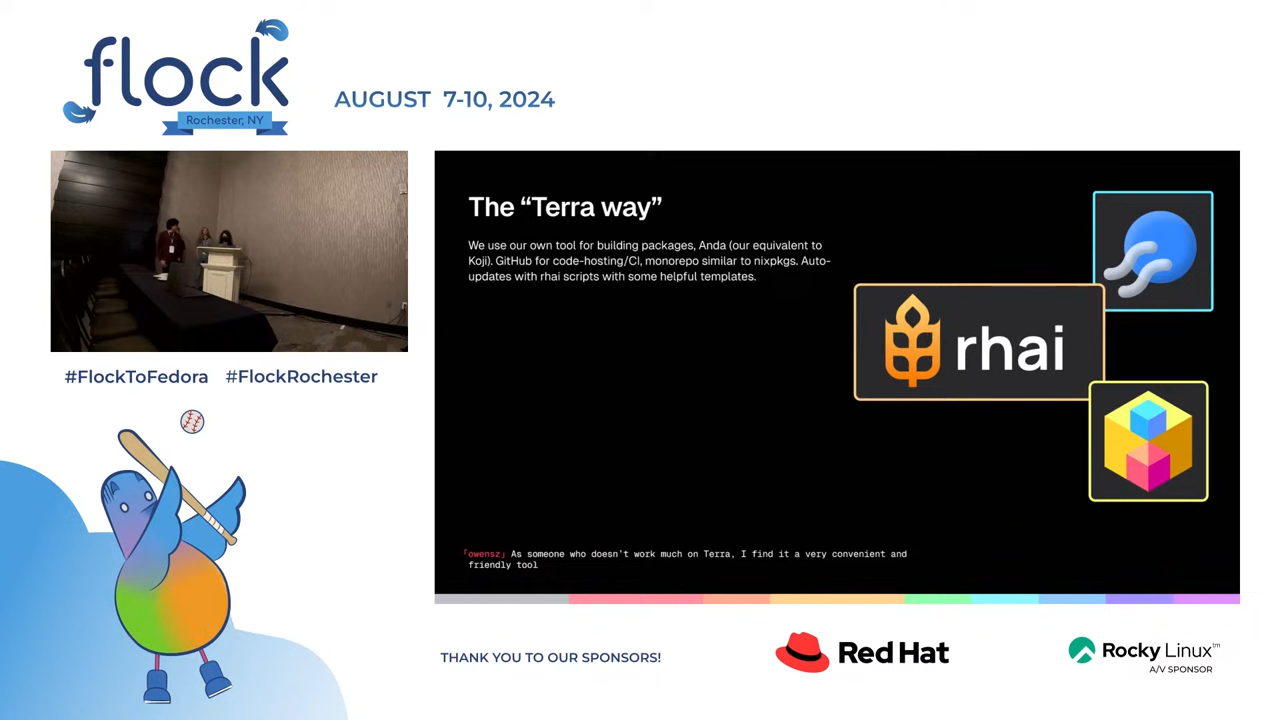 flock
Rochester, NY
AUGUST 7-10, 2024
The “Terra way”
We use our own tool for building packages, Anda (our equivalent to
Koji). GitHub for code-hosting/CI, monorepo similar to nixpkgs. Auto-
updates with rhai scripts with some helpful templates.
rhai
「owensz」 As someone who doesn't work much on Terra, I find it a very convenient and
friendly tool
#FlockToFedora #FlockRochester
THANK YOU TO OUR SPONSORS!
Red Hat
Rocky Linux™
A/V SPONSOR